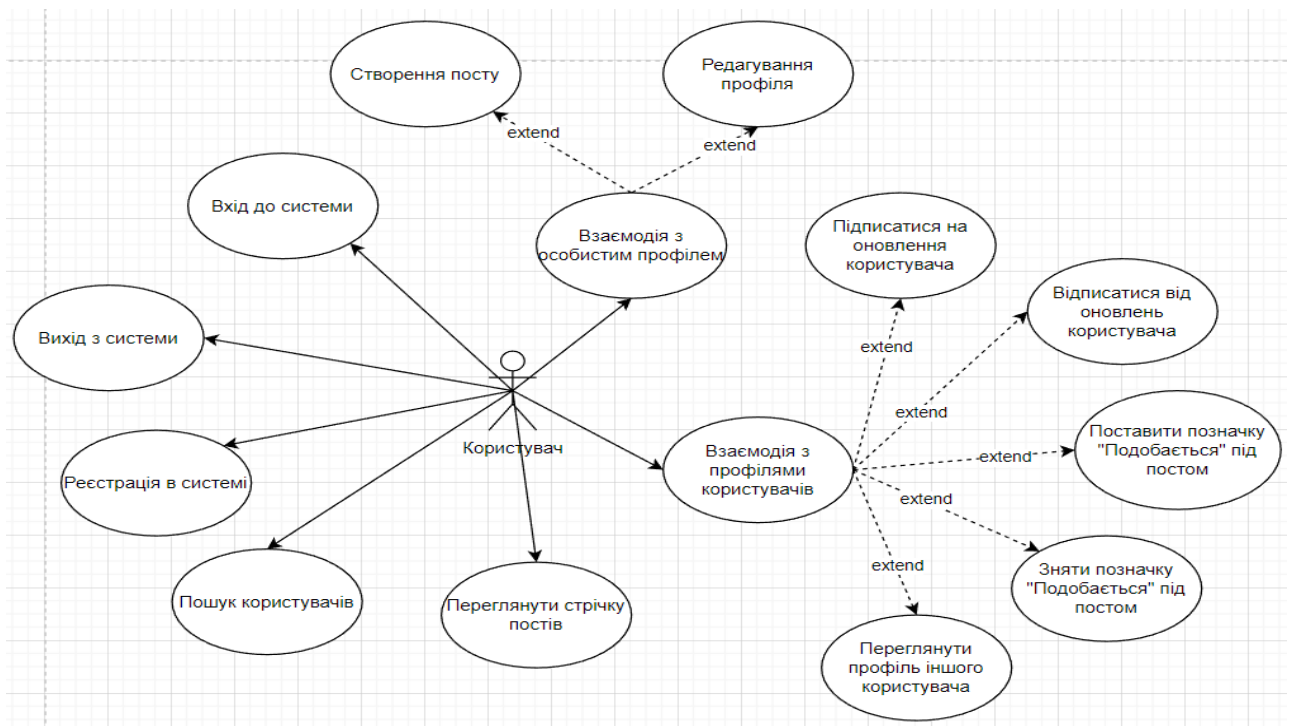 Створення посту
Редагування
профіля
extend
extend
Вхід до системи
Взаємодія з
особистим профілем
Підписатися на
оновлення
користувача
Відписатися від
оновлень
користувача
Вихід з системи
extend
extend
Користувач
Взаємодія з
профілями
користувачів
extend
Поставити позначку
"Подобається" під
постом
Реєстрація в системі
extend
extend
Зняти позначку
"Подобається" під
постом
Пошук користувачів
Переглянути стрічку
постів
Переглянути
профіль іншого
користувача